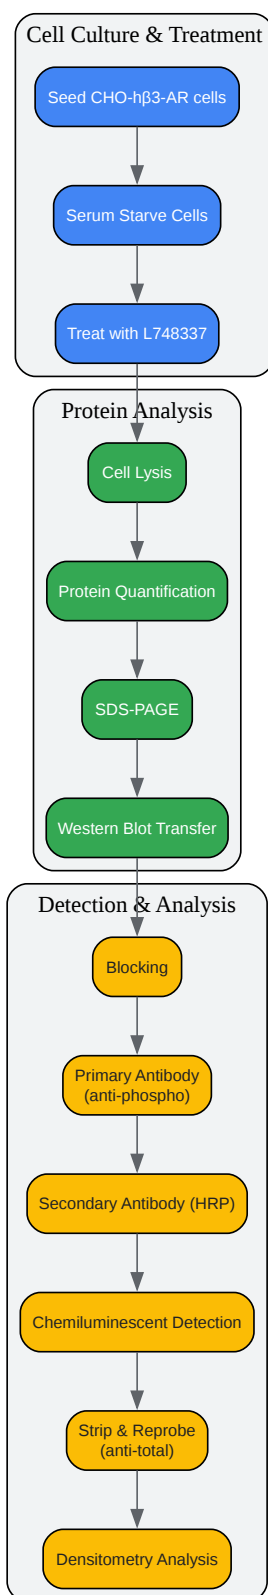 Cell Culture & Treatment
Seed CHO-hβ3-AR cells
Serum Starve Cells
Treat with L748337
Protein Analysis
Cell Lysis
Protein Quantification
SDS-PAGE
Western Blot Transfer
Detection & Analysis
Blocking
Primary Antibody
(anti-phospho)
Secondary Antibody (HRP)
Chemiluminescent Detection
Strip & Reprobe
(anti-total)
Densitometry Analysis